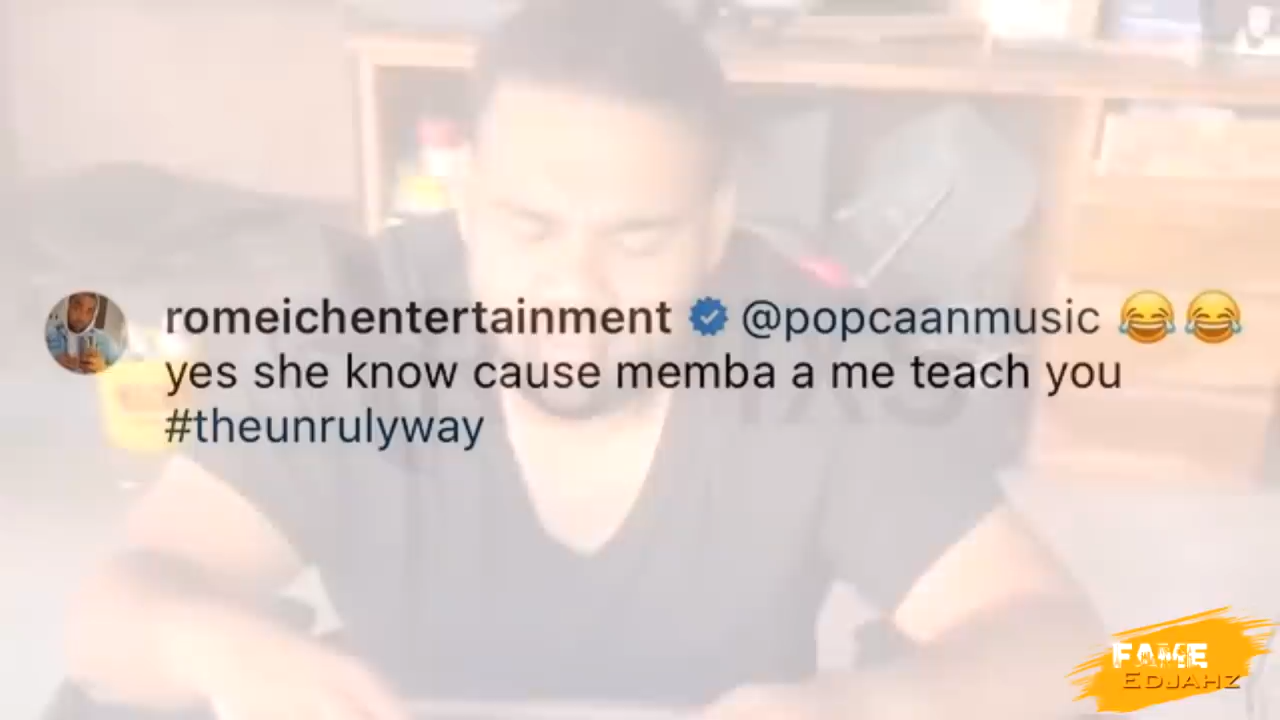 romeichentertainment @popcaanmusic 😂😂
yes she know cause memba a me teach you
#theunrulyway
FAME
EDJAHZ